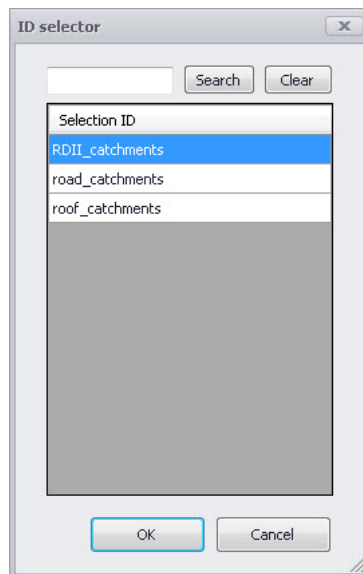 ID selector
Search Clear
Selection ID
RDII_catchments
road_catchments
roof_catchments
OK Cancel